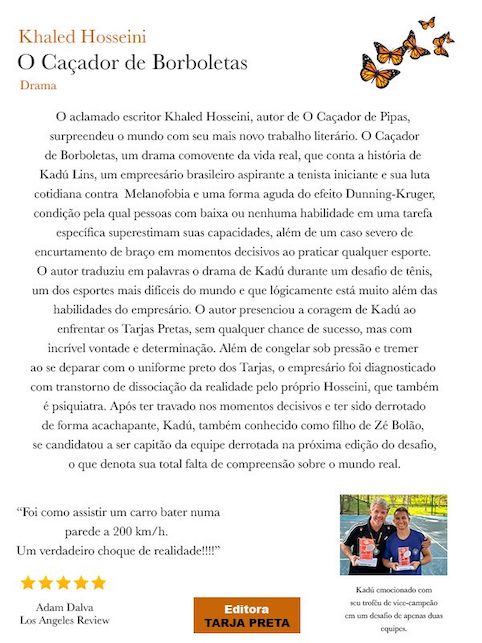 Khaled Hosseini
O Caçador de Borboletas
Drama
O aclamado escritor Khaled Hosseini, autor de O Caçador de Pipas,
surpreendeu o mundo com seu mais novo trabalho literário. O Caçador
de Borboletas, um drama comovente da vida real, que conta a história de
Kadú Lins, um empreesário brasileiro aspirante a tenista iniciante e sua luta
cotidiana contra Melanofobia e uma forma aguda do efeito Dunning-Kruger,
condição pela qual pessoas com baixa ou nenhuma habilidade em uma tarefa
específica superestimam suas capacidades, além de um caso severo de
encurtamento de braço em momentos decisivos ao praticar qualquer esporte.
O autor traduziu em palavras o drama de Kadú durante um desafio de tênis,
um dos esportes mais difíceis do mundo e que lógicamente está muito além das
habilidades do empresário. O autor presenciou a coragem de Kadú ao
enfrentar os Tarjas Pretas, sem qualquer chance de sucesso, mas com
incrível vontade e determinação. Além de congelar sob pressão e tremer
ao se deparar com o uniforme preto dos Tarjas, o empresário foi diagnosticado
com transtorno de dissociação da realidade pelo próprio Hosseini, que também
é psiquiatra. Após ter travado nos momentos decisivos e ter sido derrotado
de forma acachapante, Kadú, também conhecido como filho de Zé Bolão,
se candidatou a ser capitão da equipe derrotada na próxima edição do desafio,
o que denota sua total falta de compreensão sobre o mundo real.
“Foi como assistir um carro bater numa
parede a 200 km/h.
Um verdadeiro choque de realidade!!!!”
Adam Dalva
Los Angeles Review
Editora
TARJA PRETA
Kadú emocionado com
seu troféu de vice-campeão
em um desafio de apenas duas
equipes.